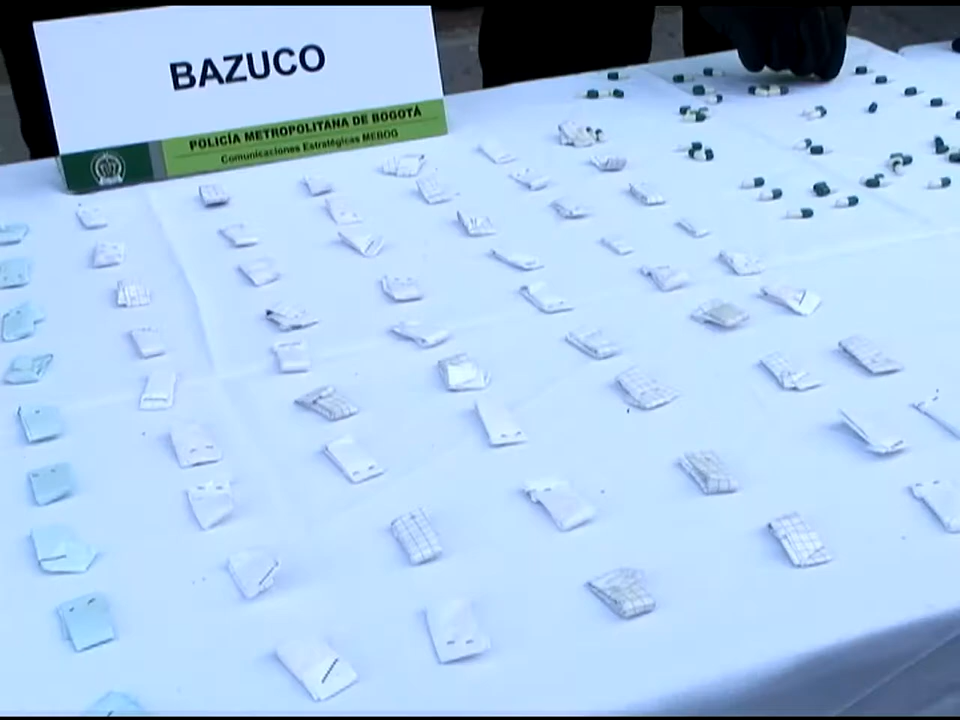 BAZUCO
POLICÍA METROPOLITANA DE BOGOTÁ
Comunicaciones Estratégicas MEBOG